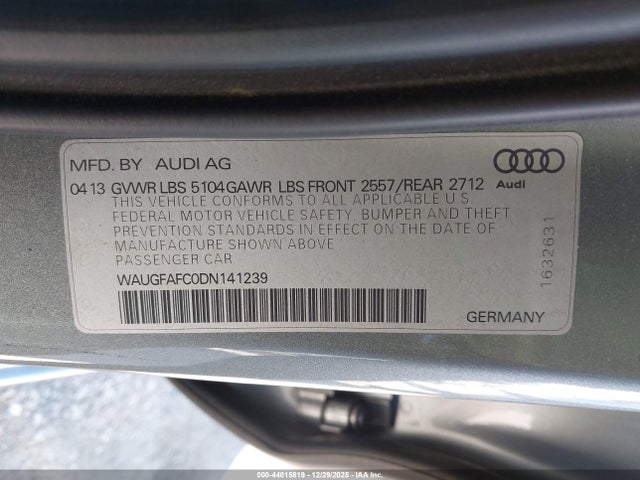 MFD. BY AUDI AG
Audi
04 13 GVWR LBS 5104 GAWR LBS FRONT 2557/REAR 2712
THIS VEHICLE CONFORMS TO ALL APPLICABLE U.S
FEDERAL MOTOR VEHICLE SAFETY, BUMPER AND THEFT
PREVENTION STANDARDS IN EFFECT ON THE DATE OF
MANUFACTURE SHOWN ABOVE
PASSENGER CAR
WAUGFAFC0DN141239
1632631
GERMANY
000-44015819 | 12/29/2025 | IAAI